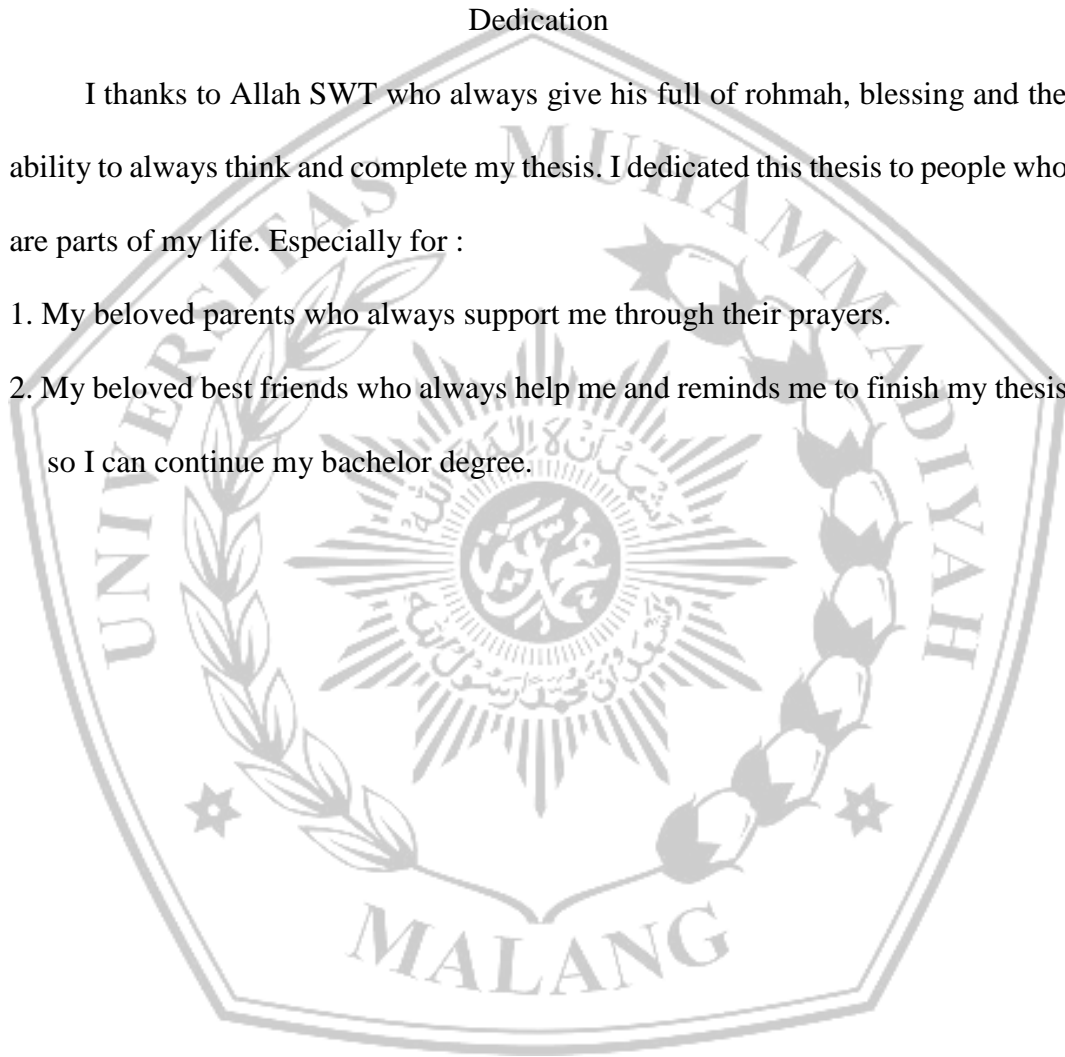 Dedication
I thanks to Allah SWT who always give his full of rohmah, blessing and the
ability to always think and complete my thesis. I dedicated this thesis to people who
are parts of my life. Especially for :
1. My beloved parents who always support me through their prayers.
2. My beloved best friends who always help me and reminds me to finish my thesis
so I can continue my bachelor degree.
UNIVERSITAS MUHAMMADIYAH
MALANG